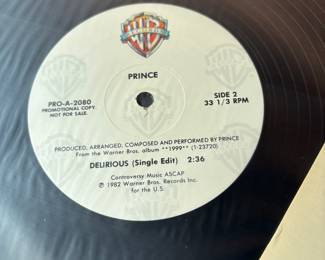 PRINCE
PRO-A-2080
PROMOTIONAL COPY
NOT FOR SALE.
SIDE 2
33 1/3 RPM
PRODUCED, ARRANGED, COMPOSED AND PERFORMED BY PRINCE
From the Warner Bros. album **1999** (1-23720)
DELIRIOUS (Single Edit) 2:36
Controversy Music ASCAP
℗ 1982 Warner Bros. Records Inc.
for the U.S.